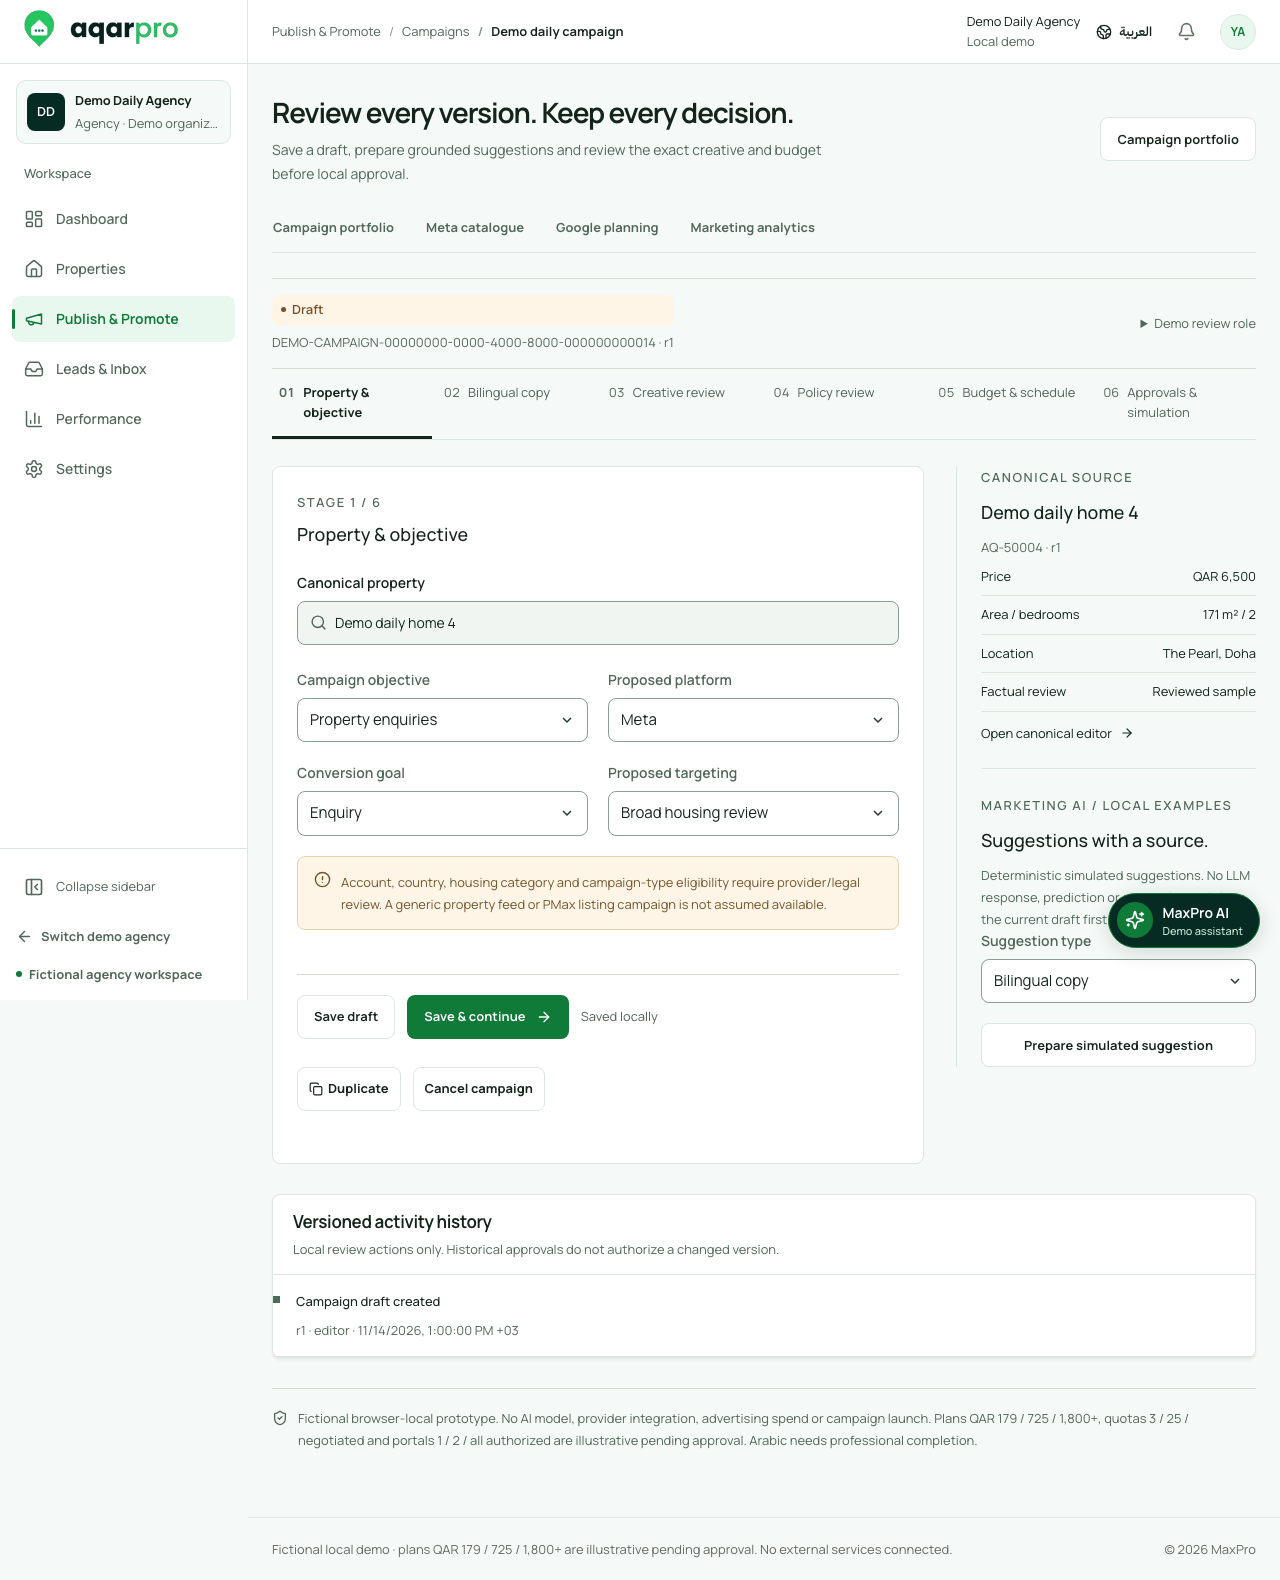 aqarpro
Publish & Promote / Campaigns / Demo daily campaign
Demo Daily Agency
Local demo
العربية
YA
DD
Demo Daily Agency
Agency · Demo organiz...
Workspace
Dashboard
Properties
Publish & Promote
Leads & Inbox
Performance
Settings
Collapse sidebar
Switch demo agency
Fictional agency workspace
Review every version. Keep every decision.
Save a draft, prepare grounded suggestions and review the exact creative and budget
before local approval.
Campaign portfolio
Campaign portfolio
Meta catalogue
Google planning
Marketing analytics
Draft
DEMO-CAMPAIGN-00000000-0000-4000-8000-000000000014 · r1
Demo review role
01 Property &
objective
02 Bilingual copy
03 Creative review
04 Policy review
05 Budget & schedule
06 Approvals &
simulation
STAGE 1 / 6
Property & objective
Canonical property
Demo daily home 4
Campaign objective
Property enquiries
Proposed platform
Meta
Conversion goal
Enquiry
Proposed targeting
Broad housing review
Account, country, housing category and campaign-type eligibility require provider/legal
review. A generic property feed or PMax listing campaign is not assumed available.
Save draft
Save & continue
Saved locally
Duplicate
Cancel campaign
CANONICAL SOURCE
Demo daily home 4
AQ-50004 · r1
Price QAR 6,500
Area / bedrooms 171 m² / 2
Location The Pearl, Doha
Factual review Reviewed sample
Open canonical editor
MARKETING AI / LOCAL EXAMPLES
Suggestions with a source.
Deterministic simulated suggestions. No LLM
response, prediction or
the current draft first
MaxPro AI
Demo assistant
Suggestion type
Bilingual copy
Prepare simulated suggestion
Versioned activity history
Local review actions only. Historical approvals do not authorize a changed version.
Campaign draft created
r1 · editor · 11/14/2026, 1:00:00 PM +03
Fictional browser-local prototype. No AI model, provider integration, advertising spend or campaign launch. Plans QAR 179 / 725 / 1,800+, quotas 3 / 25 /
negotiated and portals 1 / 2 / all authorized are illustrative pending approval. Arabic needs professional completion.
Fictional local demo · plans QAR 179 / 725 / 1,800+ are illustrative pending approval. No external services connected.
© 2026 MaxPro